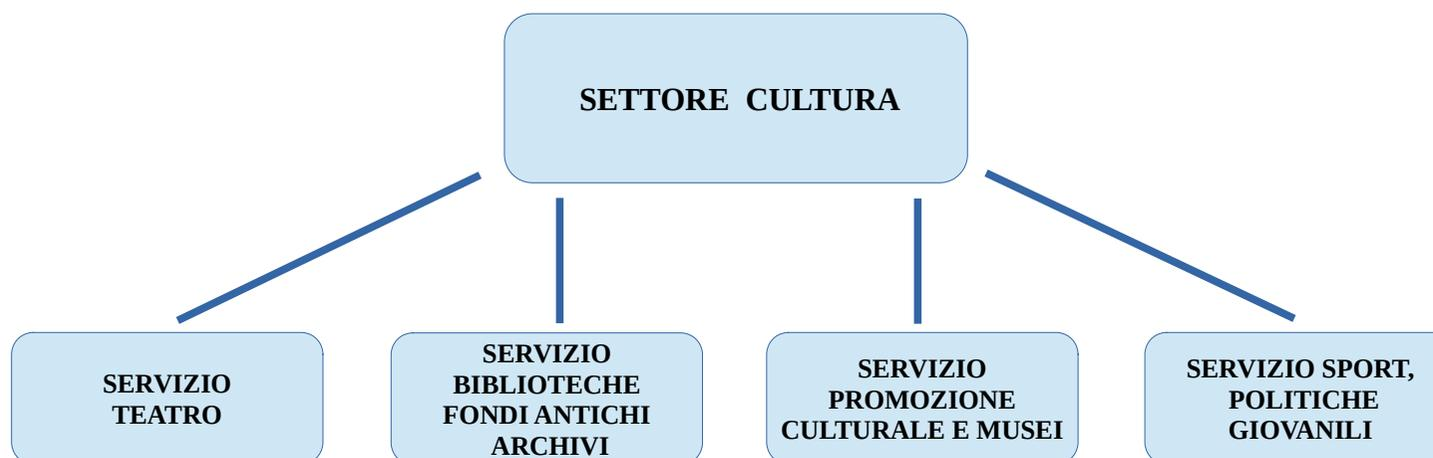 SETTORE CULTURA
SERVIZIO
TEATRO
SERVIZIO
BIBLIOTECHE
FONDI ANTICHI
ARCHIVI
SERVIZIO
PROMOZIONE
CULTURALE E MUSEI
SERVIZIO SPORT,
POLITICHE
GIOVANILI